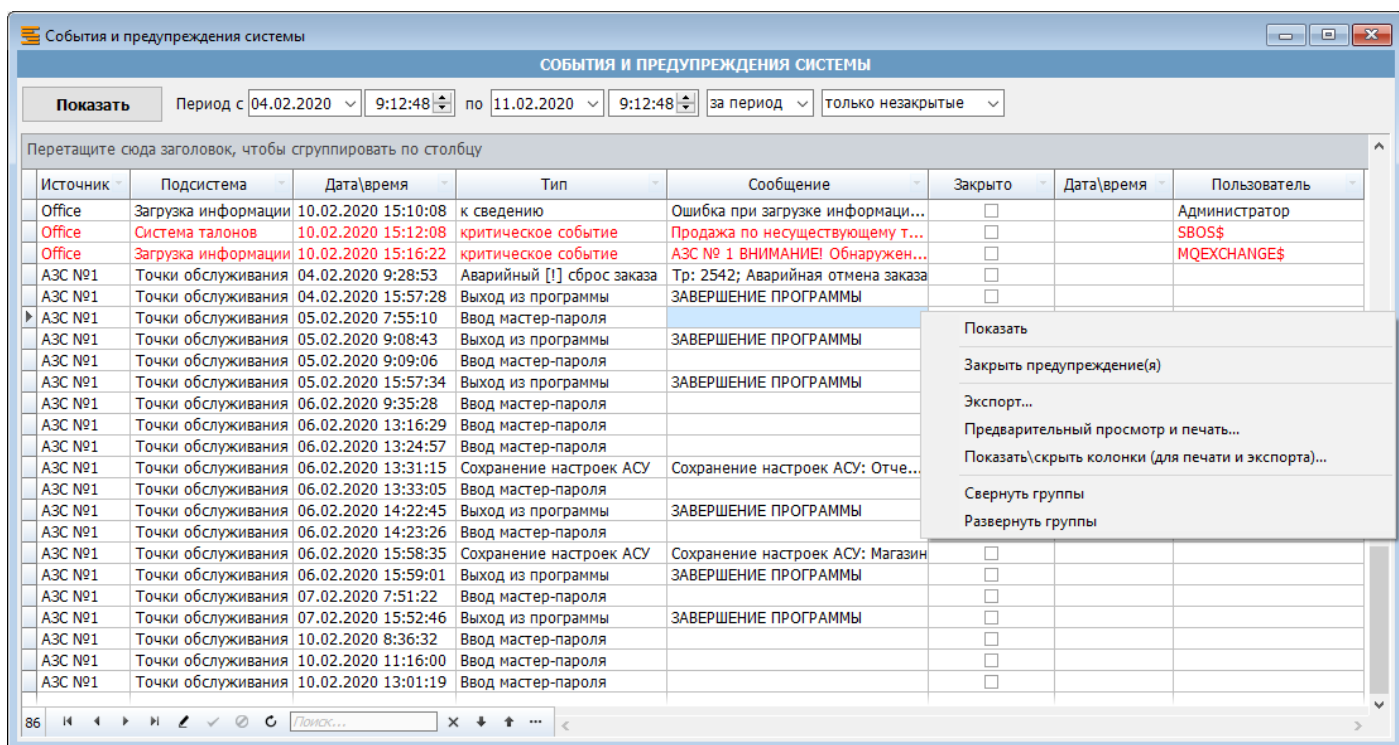 События и предупреждения системы
СОБЫТИЯ И ПРЕДУПРЕЖДЕНИЯ СИСТЕМЫ
Показать Период с 04.02.2020 9:12:48 по 11.02.2020 9:12:48 за период только незакрытые
Перетащите сюда заголовок, чтобы сгруппировать по столбцу
Источник Подсистема Дата\время Тип Сообщение Закрыто Дата\время Пользователь
Office Загрузка информации 10.02.2020 15:10:08 к сведению Ошибка при загрузке информаци... Администратор
Office Система талонов 10.02.2020 15:12:08 критическое событие Продажа по несуществующему т... SBOS$
Office Загрузка информации 10.02.2020 15:16:22 критическое событие АЗС № 1 ВНИМАНИЕ! Обнаружен... MQEXCHANGE$
АЗС №1 Точки обслуживания 04.02.2020 9:28:53 Аварийный [!] сброс заказа Тр: 2542; Аварийная отмена заказа
АЗС №1 Точки обслуживания 04.02.2020 15:57:28 Выход из программы ЗАВЕРШЕНИЕ ПРОГРАММЫ
АЗС №1 Точки обслуживания 05.02.2020 7:55:10 Ввод мастер-пароля
АЗС №1 Точки обслуживания 05.02.2020 9:08:43 Выход из программы ЗАВЕРШЕНИЕ ПРОГРАММЫ
АЗС №1 Точки обслуживания 05.02.2020 9:09:06 Ввод мастер-пароля
АЗС №1 Точки обслуживания 05.02.2020 15:57:34 Выход из программы ЗАВЕРШЕНИЕ ПРОГРАММЫ
АЗС №1 Точки обслуживания 06.02.2020 9:35:28 Ввод мастер-пароля
АЗС №1 Точки обслуживания 06.02.2020 13:16:29 Ввод мастер-пароля
АЗС №1 Точки обслуживания 06.02.2020 13:24:57 Ввод мастер-пароля
АЗС №1 Точки обслуживания 06.02.2020 13:31:15 Сохранение настроек АСУ Сохранение настроек АСУ: Отче...
АЗС №1 Точки обслуживания 06.02.2020 13:33:05 Ввод мастер-пароля
АЗС №1 Точки обслуживания 06.02.2020 14:22:45 Выход из программы ЗАВЕРШЕНИЕ ПРОГРАММЫ
АЗС №1 Точки обслуживания 06.02.2020 14:23:26 Ввод мастер-пароля
АЗС №1 Точки обслуживания 06.02.2020 15:58:35 Сохранение настроек АСУ Сохранение настроек АСУ: Магазин
АЗС №1 Точки обслуживания 06.02.2020 15:59:01 Выход из программы ЗАВЕРШЕНИЕ ПРОГРАММЫ
АЗС №1 Точки обслуживания 07.02.2020 7:51:22 Ввод мастер-пароля
АЗС №1 Точки обслуживания 07.02.2020 15:52:46 Выход из программы ЗАВЕРШЕНИЕ ПРОГРАММЫ
АЗС №1 Точки обслуживания 10.02.2020 8:36:32 Ввод мастер-пароля
АЗС №1 Точки обслуживания 10.02.2020 11:16:00 Ввод мастер-пароля
АЗС №1 Точки обслуживания 10.02.2020 13:01:19 Ввод мастер-пароля
Показать
Закрыть предупреждение(я)
Экспорт...
Предварительный просмотр и печать...
Показать\скрыть колонки (для печати и экспорта)...
Свернуть группы
Развернуть группы
86 Поиск...